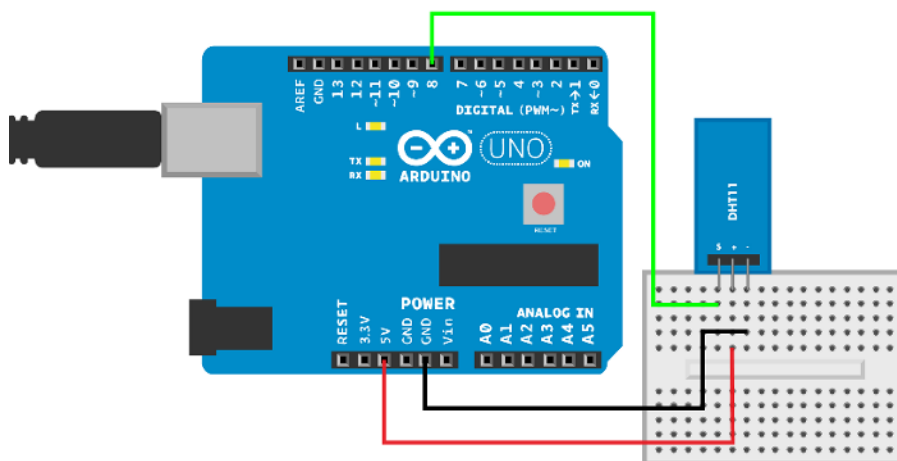 AREF
GND
13
12
~11
~10
~9
8
7
~6
~5
4
~3
2
TX→1
RX←0
DIGITAL (PWM~)
L
TX
RX
UNO
ARDUINO
ON
RESET
DHT11
S + -
POWER
ANALOG IN
RESET
3.3V
5V
GND
GND
Vin
A0
A1
A2
A3
A4
A5